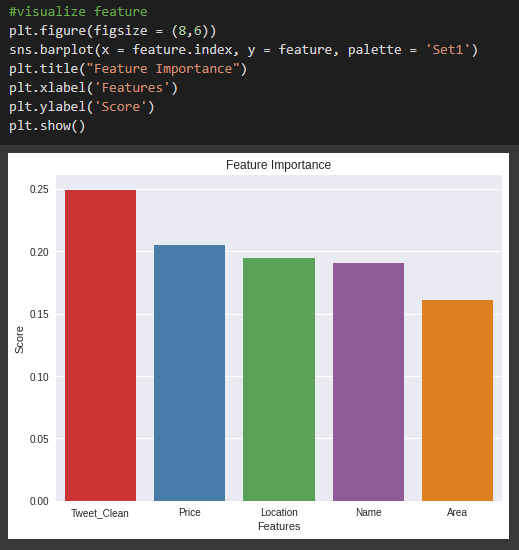 #visualize feature
plt.figure(figsize = (8,6))
sns.barplot(x = feature.index, y = feature, palette = 'Set1')
plt.title("Feature Importance")
plt.xlabel('Features')
plt.ylabel('Score')
plt.show()
Feature Importance
0.25
0.20
0.15
0.10
0.05
0.00
Score
Tweet_Clean Price Location Name Area
Features